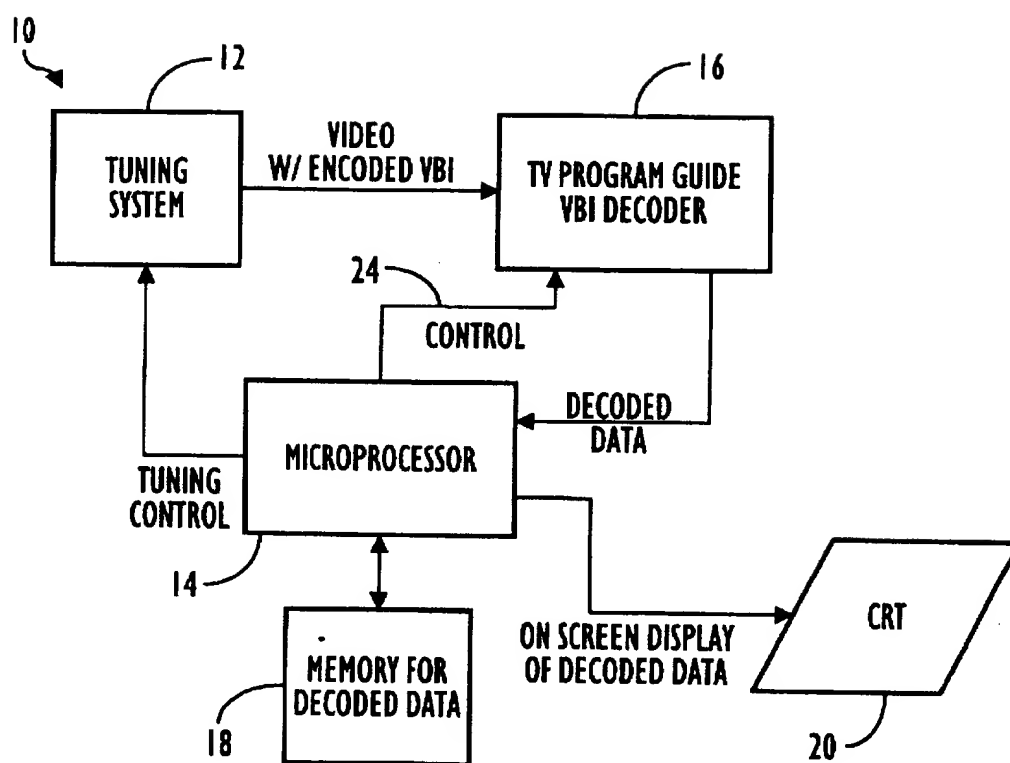 10
12
16
TUNING
SYSTEM
VIDEO
W/ ENCODED VBI
TV PROGRAM GUIDE
VBI DECODER
24
CONTROL
MICROPROCESSOR
DECODED
DATA
TUNING
CONTROL
14
MEMORY FOR
DECODED DATA
18
ON SCREEN DISPLAY
OF DECODED DATA
CRT
20